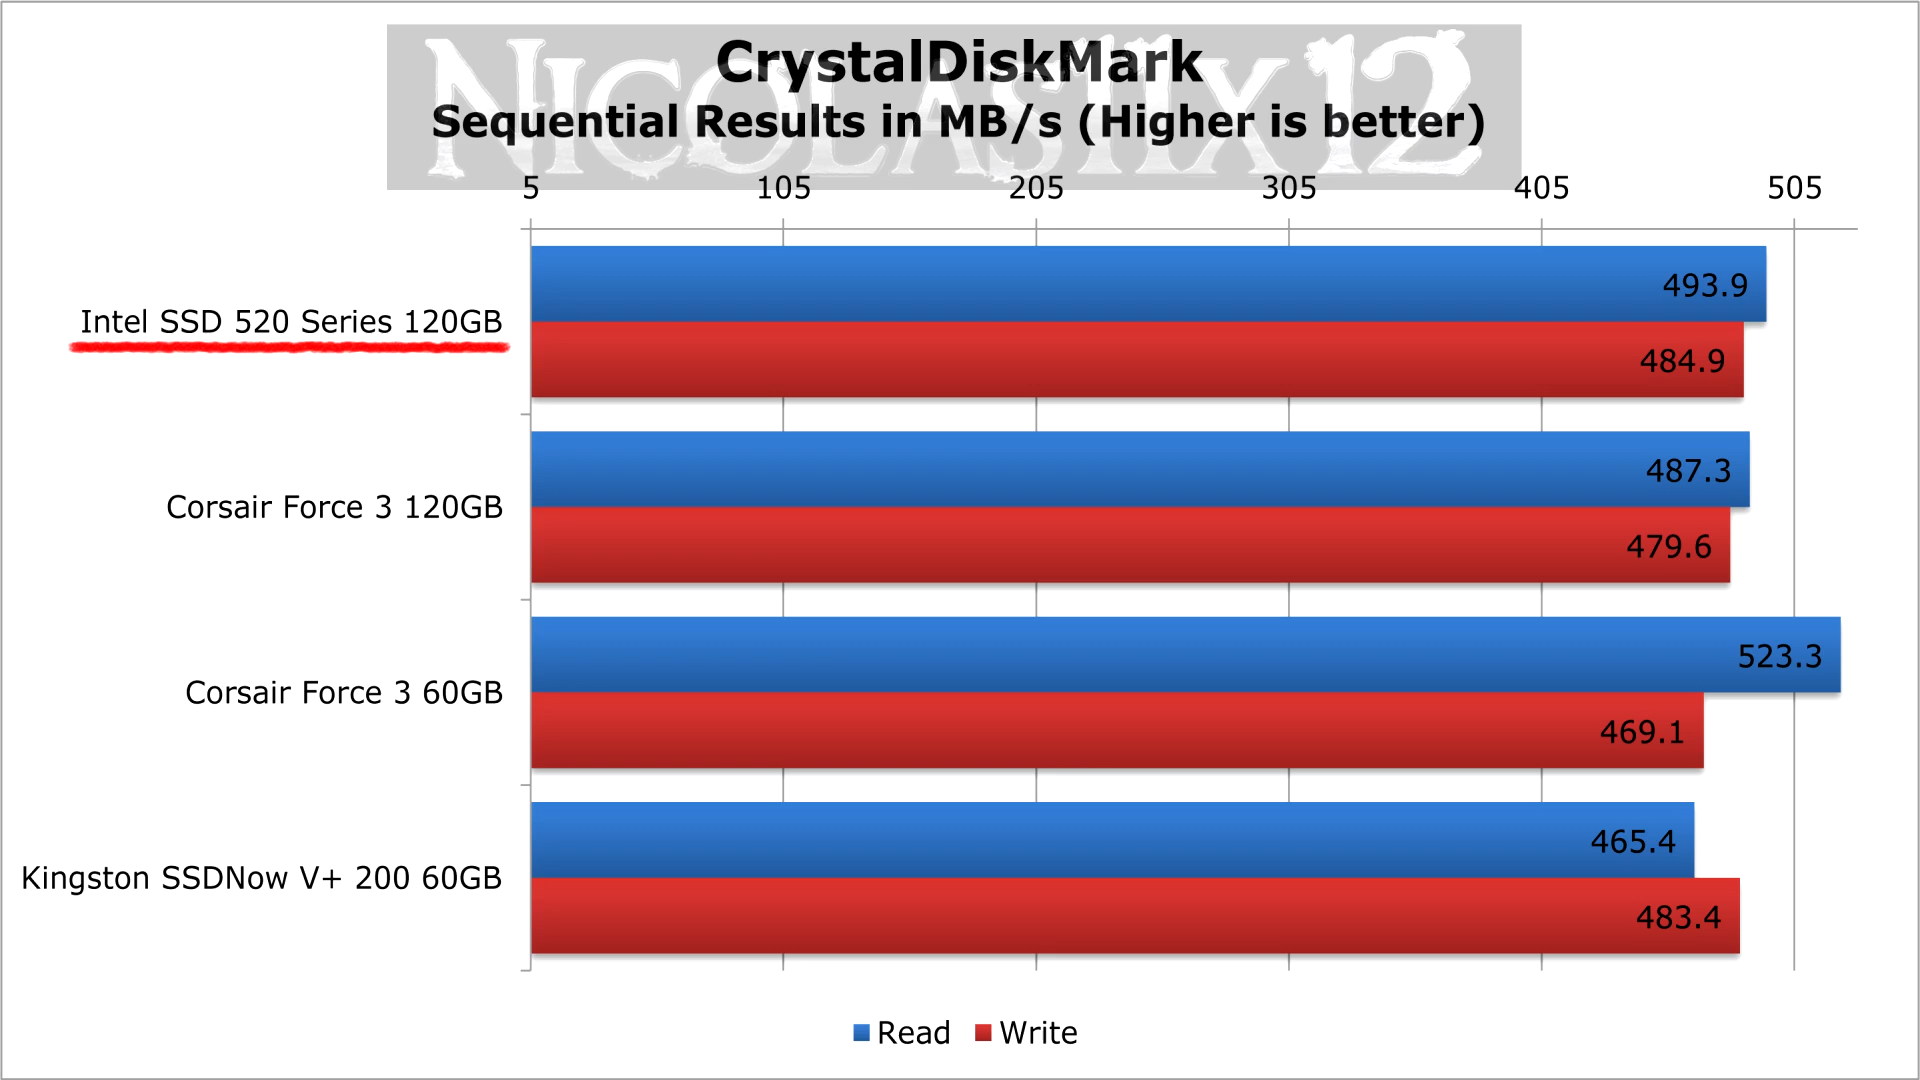 NICOLAS11X12
CrystalDiskMark
Sequential Results in MB/s (Higher is better)
5 105 205 305 405 505
Intel SSD 520 Series 120GB
493.9
484.9
Corsair Force 3 120GB
487.3
479.6
Corsair Force 3 60GB
523.3
469.1
Kingston SSDNow V+ 200 60GB
465.4
483.4
Read Write